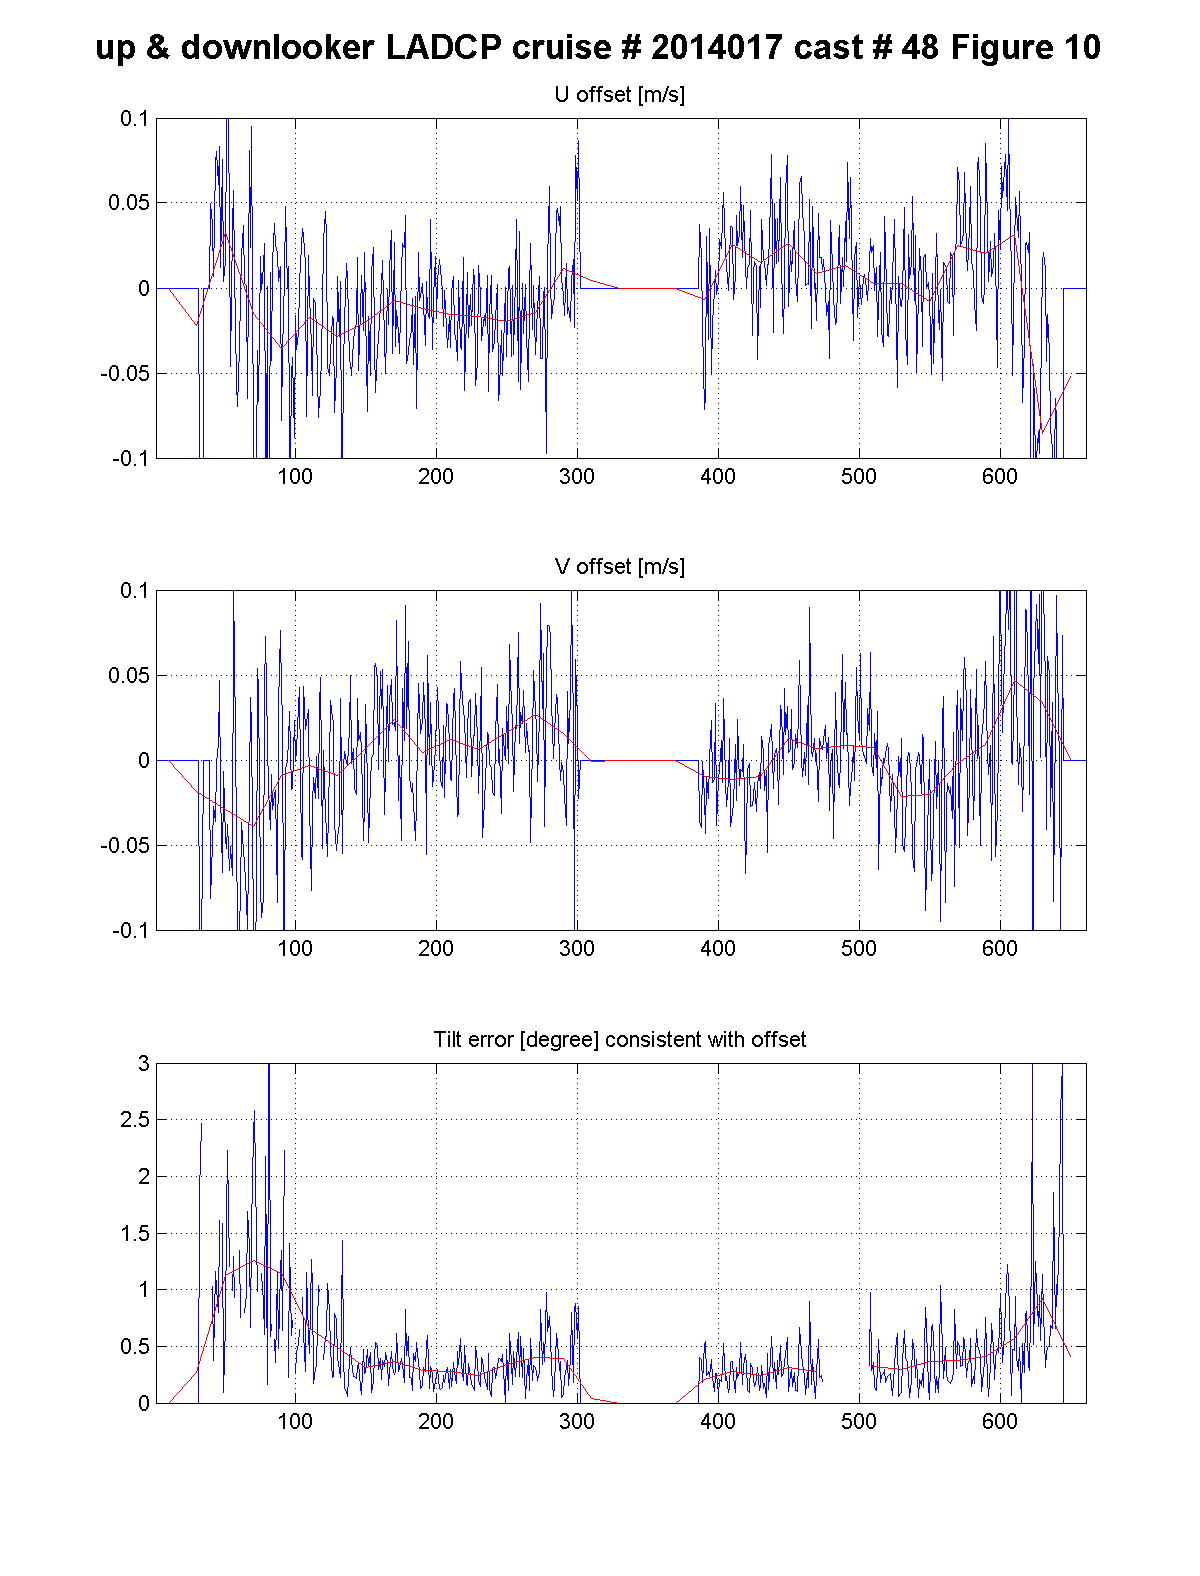 up & downlooker LADCP cruise # 2014017 cast # 48 Figure 10
U offset [m/s]
0.1
0.05
0
-0.05
-0.1
100 200 300 400 500 600
V offset [m/s]
0.1
0.05
0
-0.05
-0.1
100 200 300 400 500 600
Tilt error [degree] consistent with offset
3
2.5
2
1.5
1
0.5
0
100 200 300 400 500 600